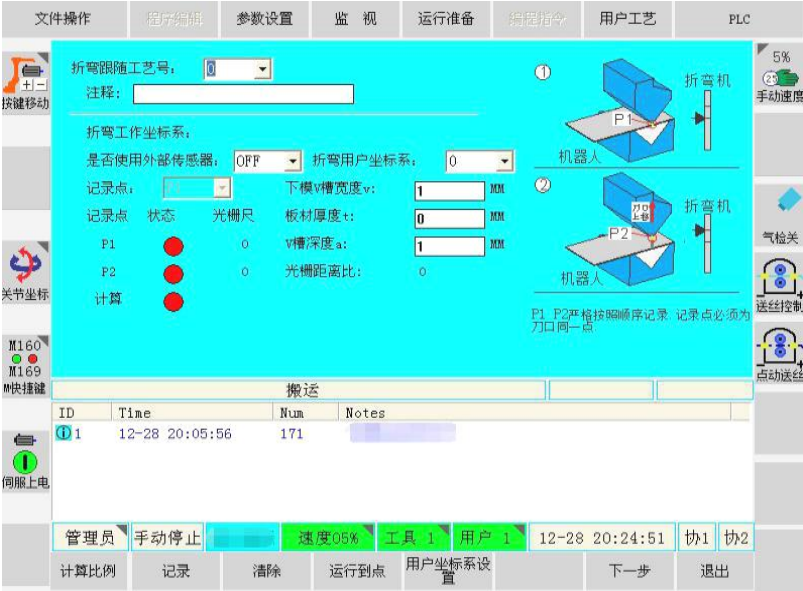 文件操作 程序编辑 参数设置 监 视 运行准备 编程指令 用户工艺 PLC
按键移动
关节坐标
M160
M169
M快捷键
伺服上电
折弯跟随工艺号: 0
注释:
折弯工作坐标系:
是否使用外部传感器: OFF 折弯用户坐标系: 0
记录点: P1 下模V槽宽度v: 1 MM
记录点 状态 光栅尺 板材厚度t: 0 MM
P1 0 V槽深度a: 1 MM
P2 0 光栅距离比: 0
计算
① 折弯机
P1
机器人
② 折弯机
刀口
上移
P2
机器人
P1 P2严格按照顺序记录 记录点必须为
刀口同一点
5%
手动速度
气检关
送丝控制
点动送丝
搬运
ID Time Num Notes
1 12-28 20:05:56 171
管理员 手动停止 速度05% 工具 1 用户 1 12-28 20:24:51 协1 协2
计算比例 记录 清除 运行到点 用户坐标系设置 下一步 退出